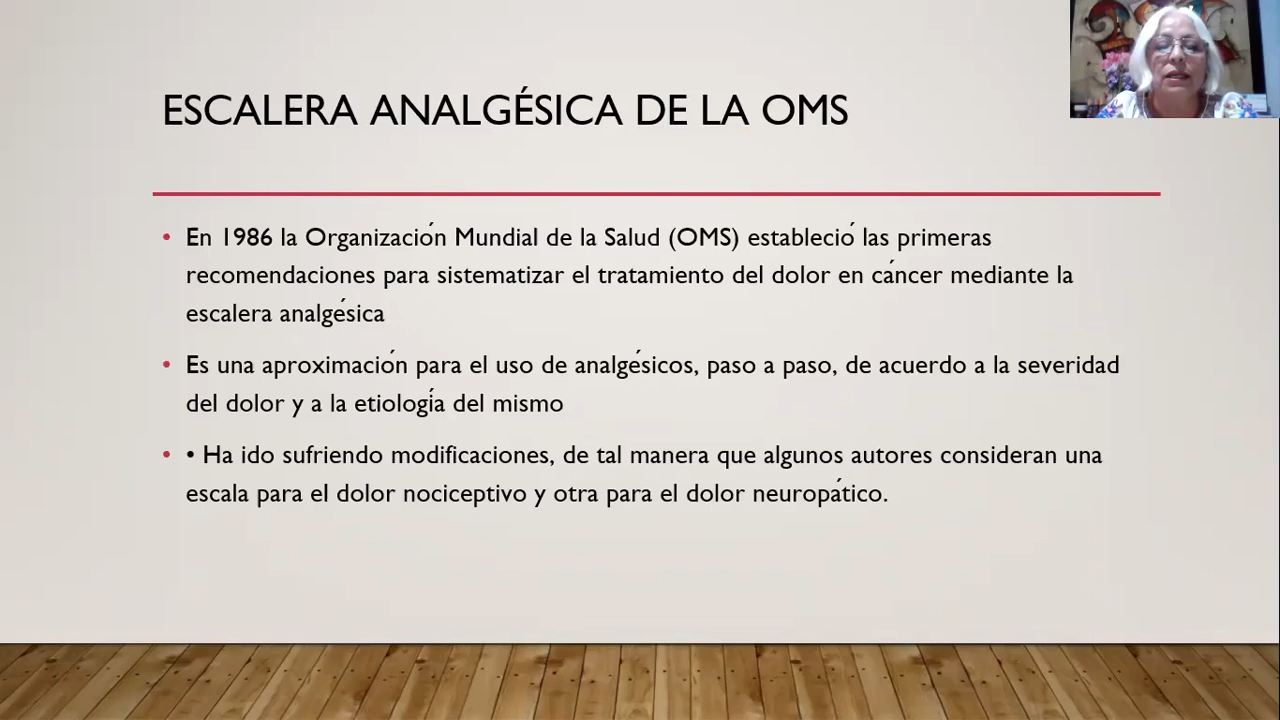 ESCALERA ANALGÉSICA DE LA OMS
• En 1986 la Organización Mundial de la Salud (OMS) estableció las primeras
recomendaciones para sistematizar el tratamiento del dolor en cáncer mediante la
escalera analgésica
• Es una aproximación para el uso de analgésicos, paso a paso, de acuerdo a la severidad
del dolor y a la etiología del mismo
• • Ha ido sufriendo modificaciones, de tal manera que algunos autores consideran una
escala para el dolor nociceptivo y otra para el dolor neuropático.